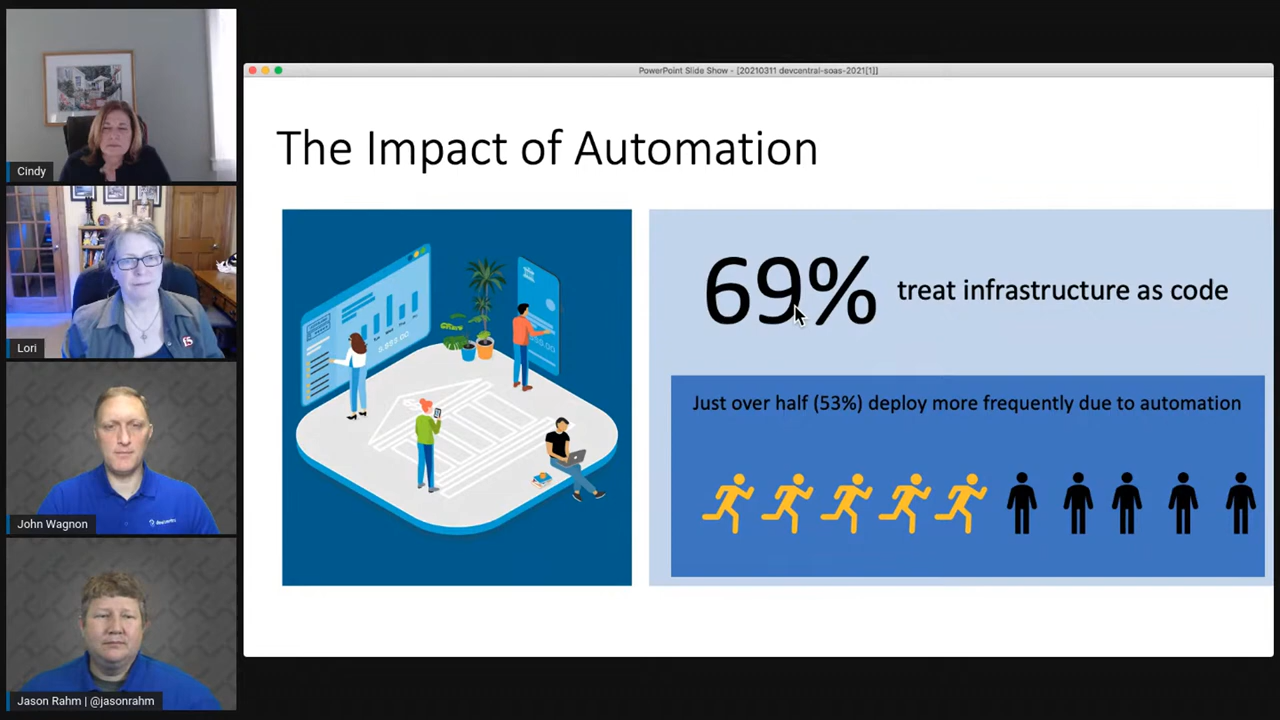 Cindy
Lori
John Wagnon
Jason Rahm | @jasonrahm
PowerPoint Slide Show - [20210311 devcentral-soas-2021[1]]
The Impact of Automation
69% treat infrastructure as code
Just over half (53%) deploy more frequently due to automation